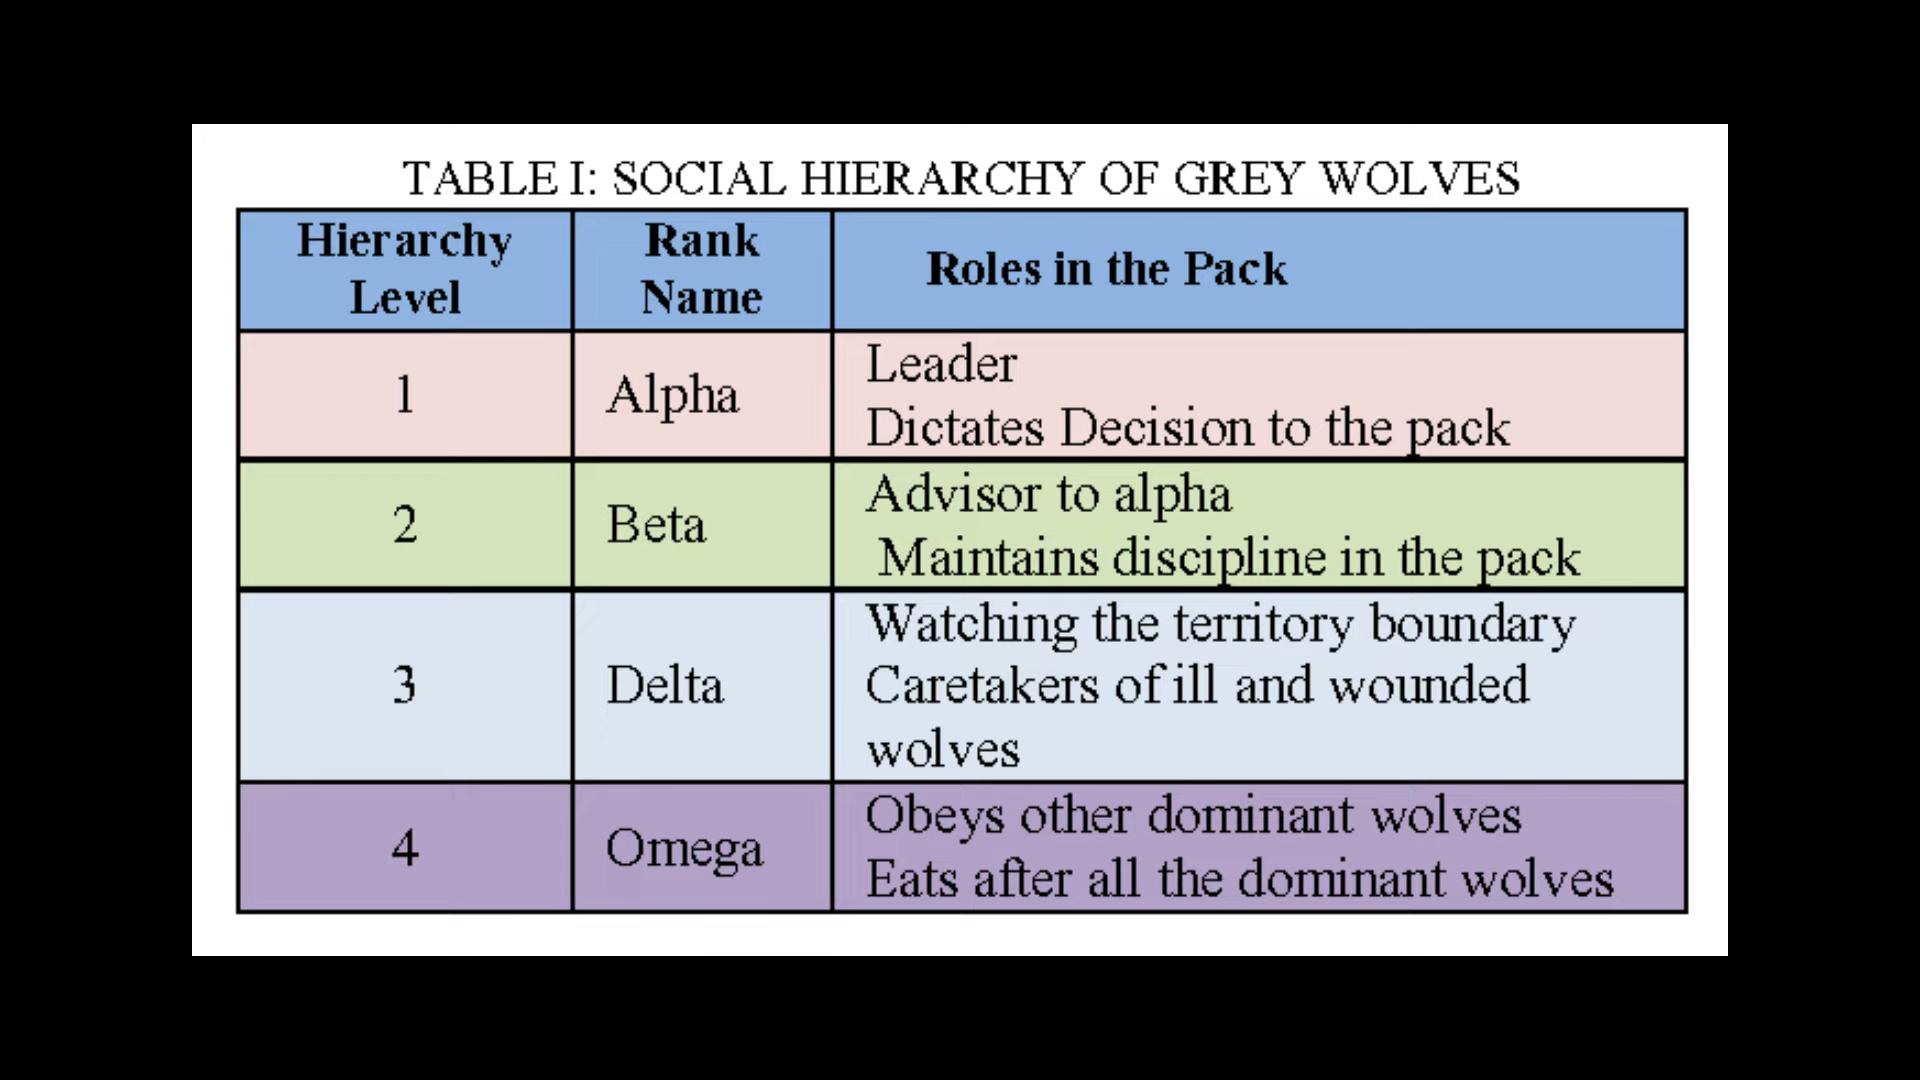 TABLE I: SOCIAL HIERARCHY OF GREY WOLVES
Hierarchy
Level
Rank
Name
Roles in the Pack
1
Alpha
Leader
Dictates Decision to the pack
2
Beta
Advisor to alpha
Maintains discipline in the pack
3
Delta
Watching the territory boundary
Caretakers of ill and wounded
wolves
4
Omega
Obeys other dominant wolves
Eats after all the dominant wolves